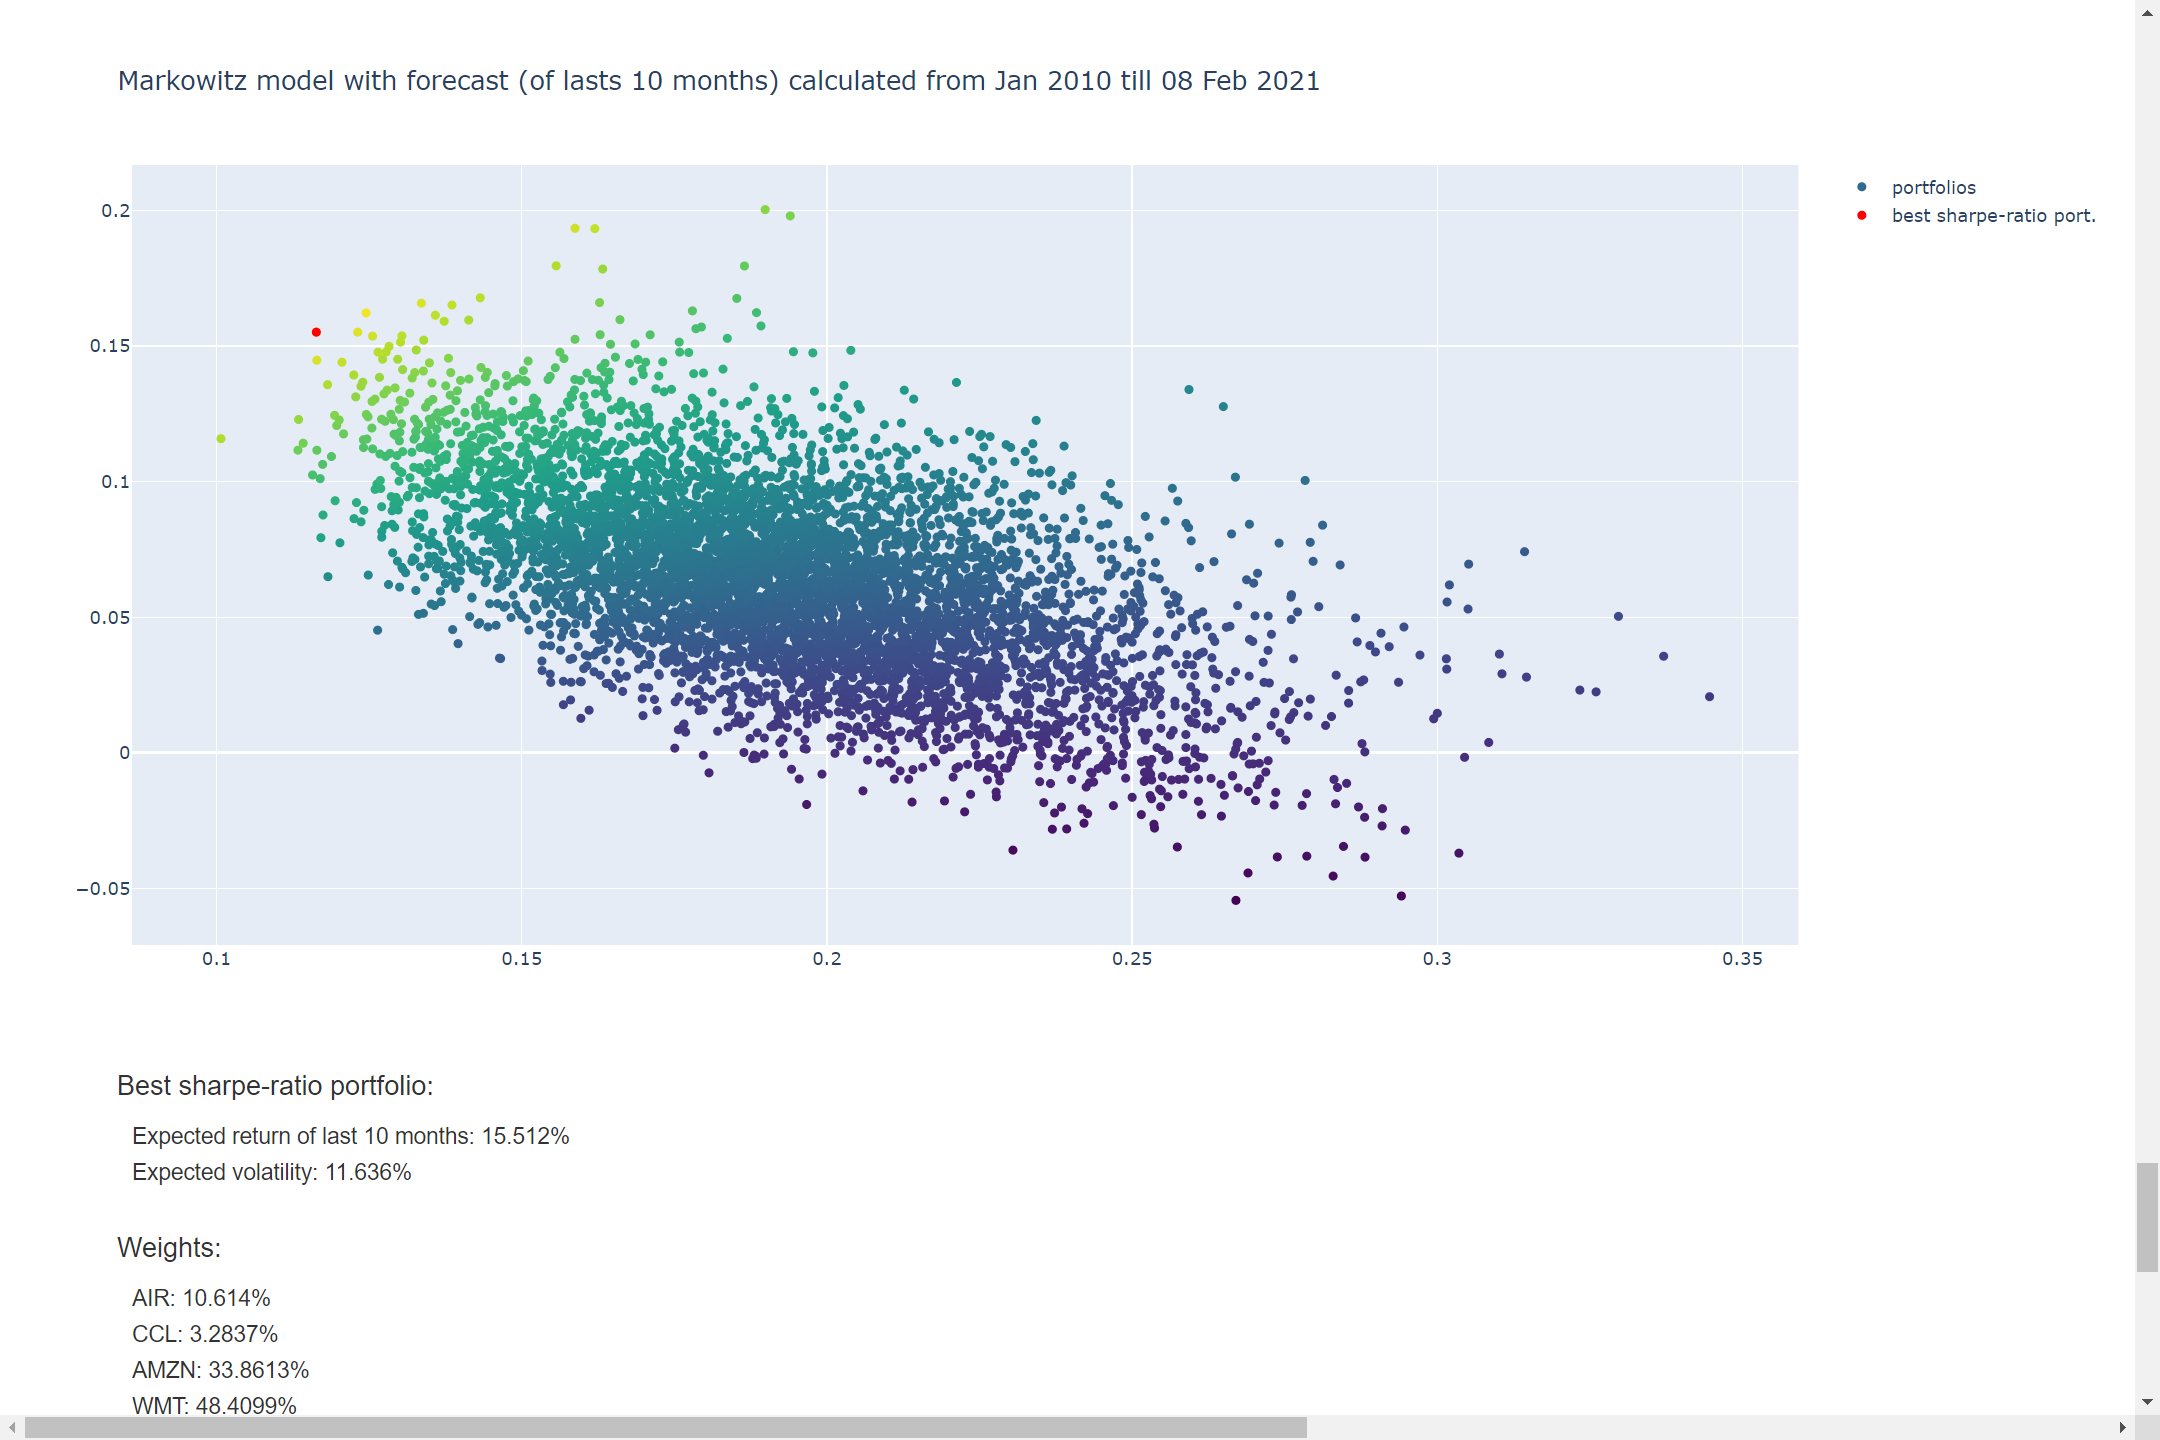 Markowitz model with forecast (of lasts 10 months) calculated from Jan 2010 till 08 Feb 2021
portfolios
best sharpe-ratio port.
0.2
0.15
0.1
0.05
0
−0.05
0.1
0.15
0.2
0.25
0.3
0.35
Best sharpe-ratio portfolio:
Expected return of last 10 months: 15.512%
Expected volatility: 11.636%
Weights:
AIR: 10.614%
CCL: 3.2837%
AMZN: 33.8613%
WMT: 48.4099%